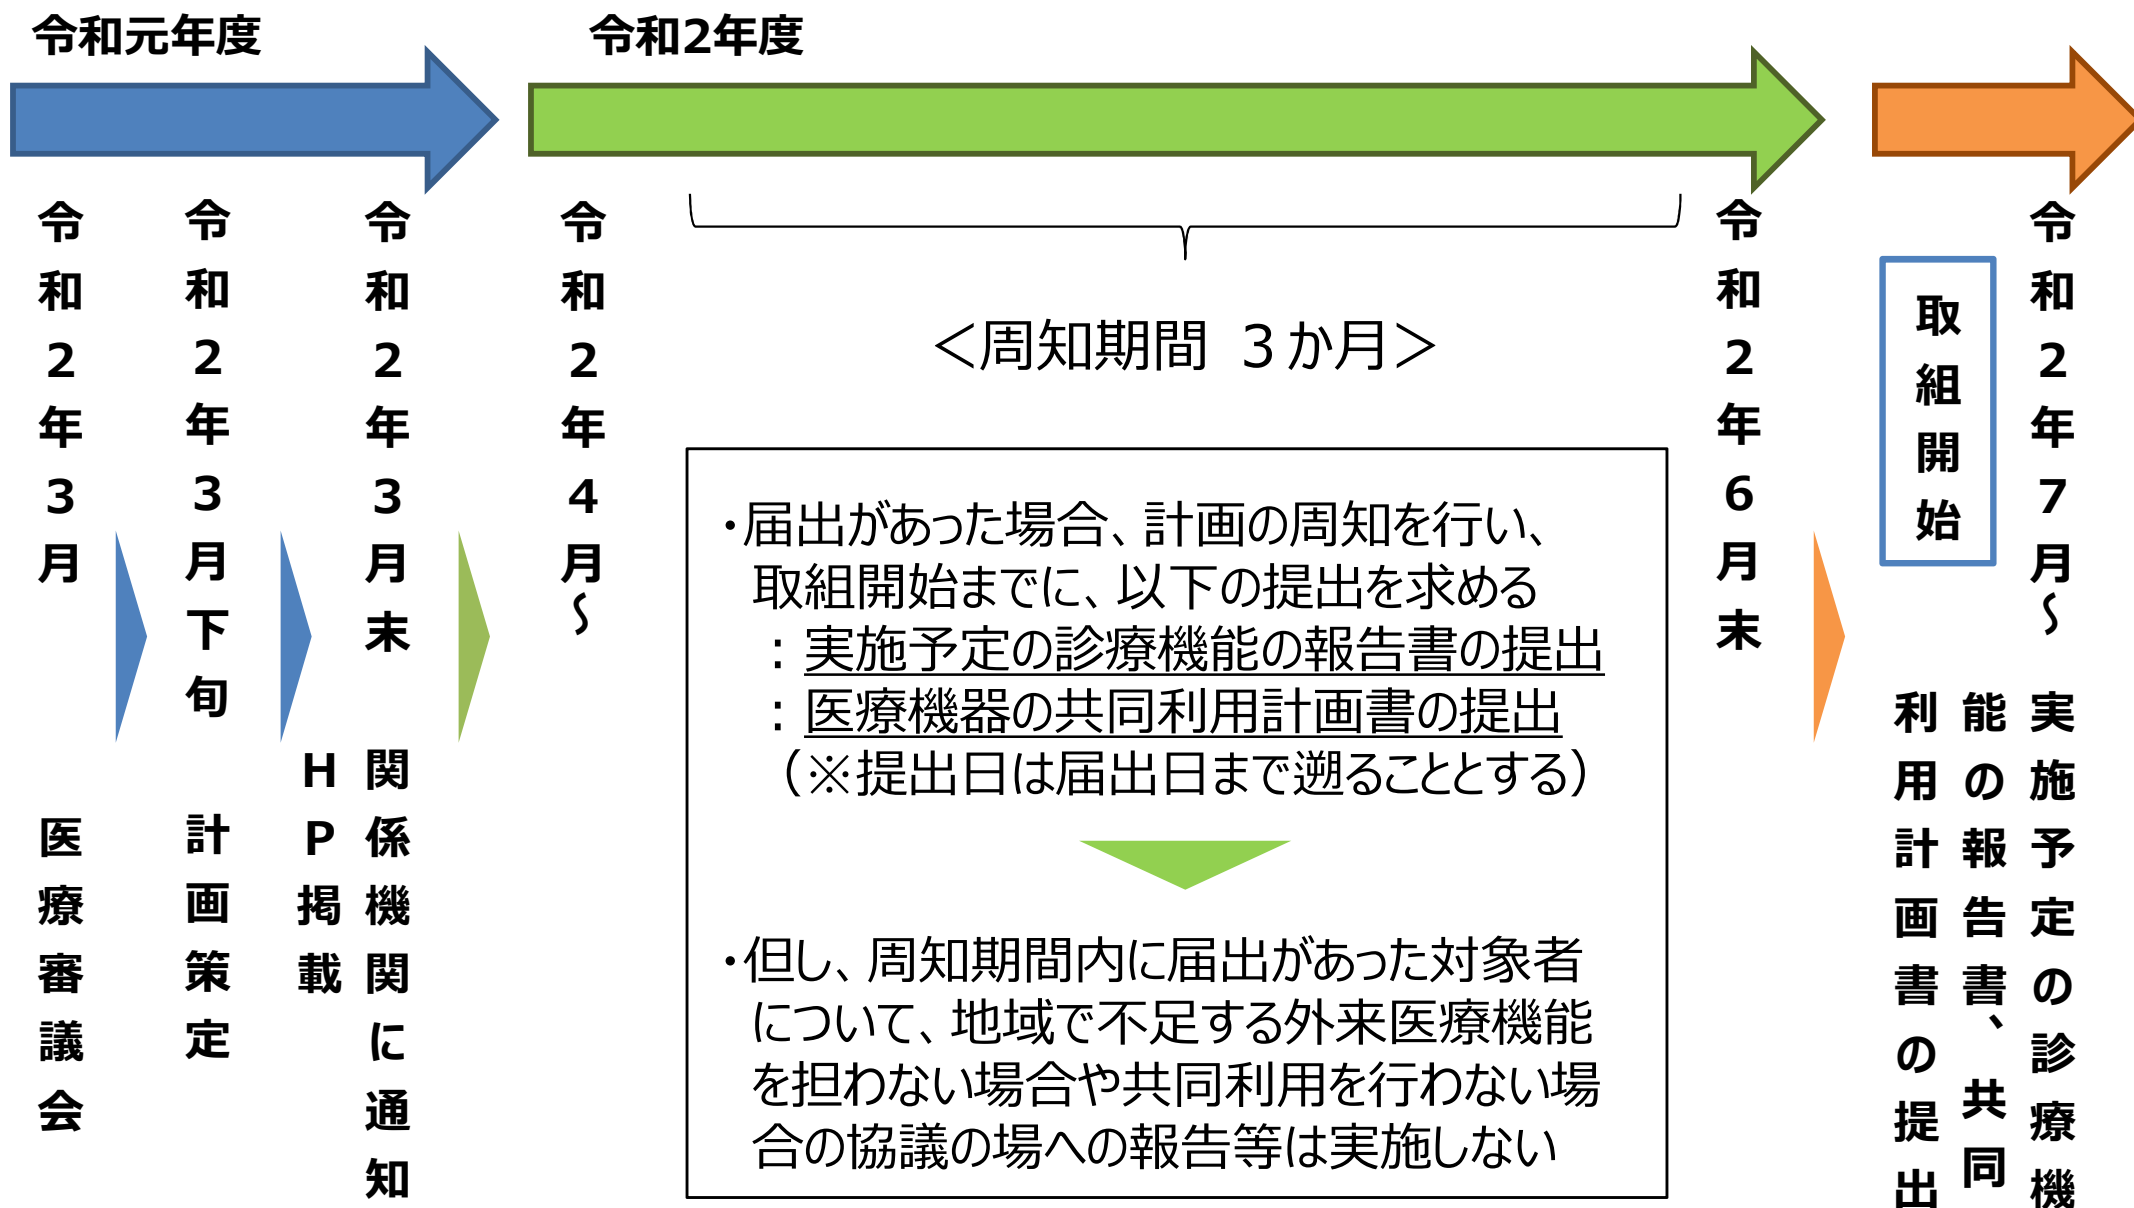 令和元年度
令和2年度
令和2年3月　医療審議会
令和2年3月下旬　計画策定
令和2年3月末　関係機関に通知
HP掲載
令和2年4月～
＜周知期間 ３か月＞
・届出があった場合、計画の周知を行い、
取組開始までに、以下の提出を求める
：実施予定の診療機能の報告書の提出
：医療機器の共同利用計画書の提出
（※提出日は届出日まで遡ることとする）
・但し、周知期間内に届出があった対象者
について、地域で不足する外来医療機能
を担わない場合や共同利用を行わない場
合の協議の場への報告等は実施しない
令和2年6月末
取組開始
令和2年7月～　実施予定の診療機
能の報告書、共同
利用計画書の提出